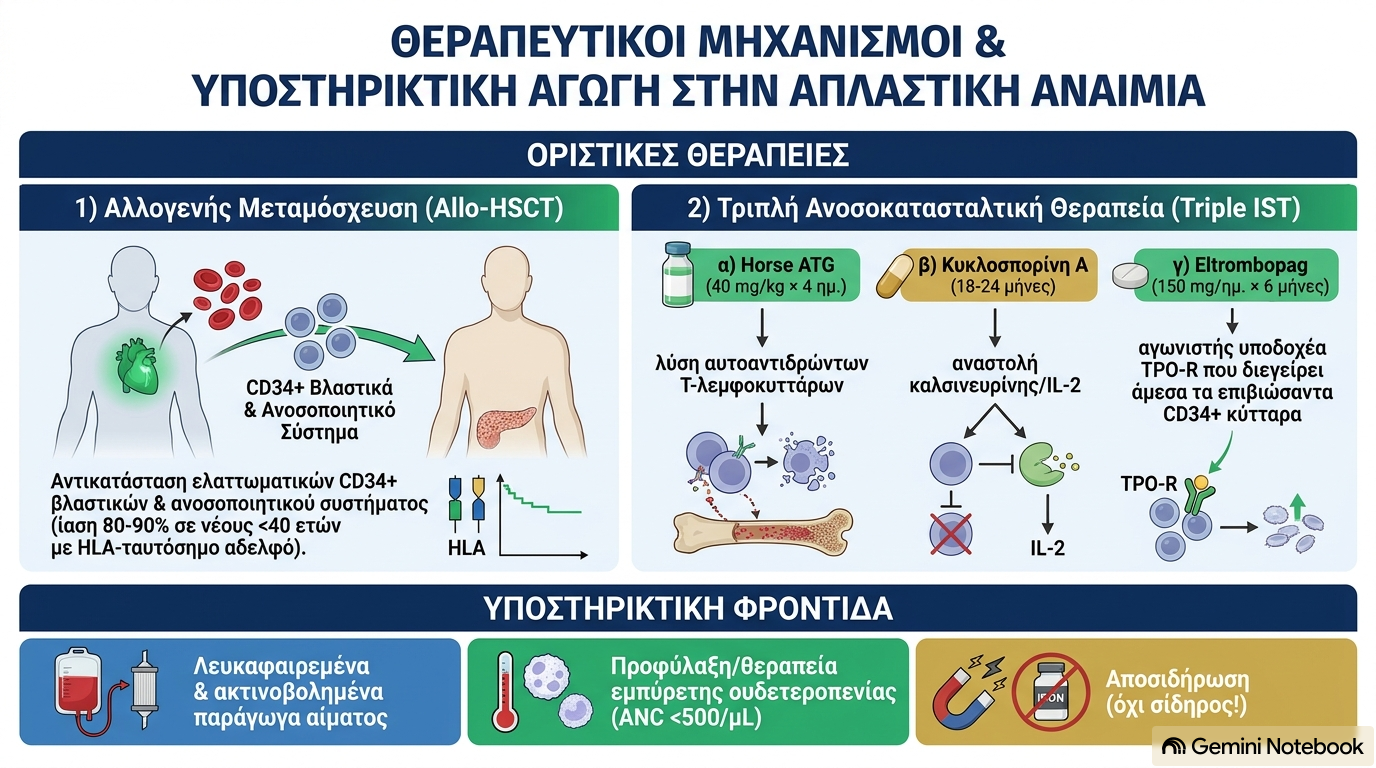 ΘΕΡΑΠΕΥΤΙΚΟΙ ΜΗΧΑΝΙΣΜΟΙ &
ΥΠΟΣΤΗΡΙΚΤΙΚΗ ΑΓΩΓΗ ΣΤΗΝ ΑΠΛΑΣΤΙΚΗ ΑΝΑΙΜΙΑ
ΟΡΙΣΤΙΚΕΣ ΘΕΡΑΠΕΙΕΣ
1) Αλλογενής Μεταμόσχευση (Allo-HSCT)
CD34+ Βλαστικά
& Ανοσοποιητικό
Σύστημα
Αντικατάσταση ελαττωματικών CD34+
βλαστικών & ανοσοποιητικού συστήματος
(ίαση 80-90% σε νέους <40 ετών
με HLA-ταυτόσημο αδελφό).
HLA
2) Τριπλή Ανοσοκατασταλτική Θεραπεία (Triple IST)
α) Horse ATG
(40 mg/kg × 4 ημ.)
λύση αυτοαντιδρώντων
Τ-λεμφοκυττάρων
β) Κυκλοσπορίνη Α
(18-24 μήνες)
αναστολή
καλσινευρίνης/IL-2
IL-2
γ) Eltrombopag
(150 mg/ημ. × 6 μήνες)
αγωνιστής υποδοχέα
TPO-R που διεγείρει
άμεσα τα επιβιώσαντα
CD34+ κύτταρα
TPO-R
ΥΠΟΣΤΗΡΙΚΤΙΚΗ ΦΡΟΝΤΙΔΑ
Λευκαφαιρεμένα
& ακτινοβολημένα
παράγωγα αίματος
Προφύλαξη/θεραπεία
εμπύρετης ουδετεροπενίας
(ANC <500/μL)
IRON
Αποσιδήρωση
(όχι σίδηρος!)
Gemini Notebook